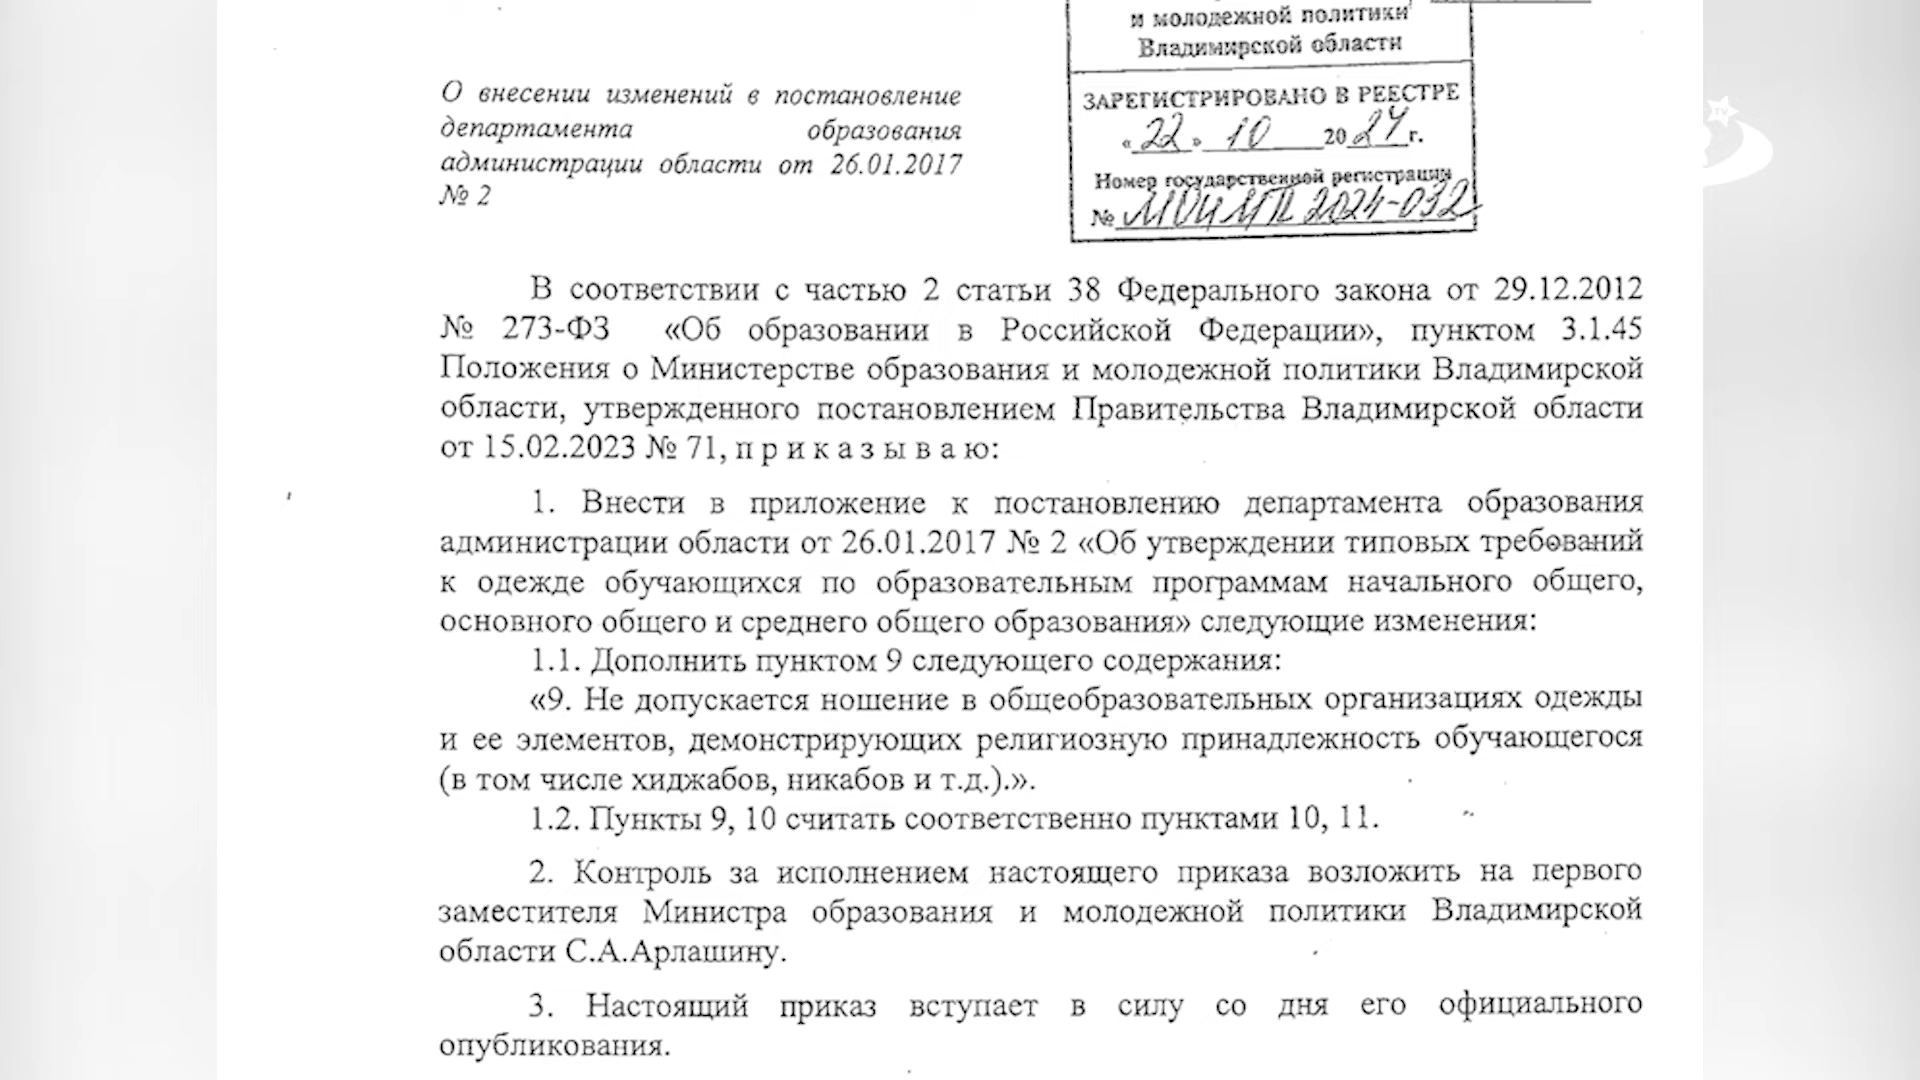 и молодежной политики
Владимирской области
ЗАРЕГИСТРИРОВАНО В РЕЕСТРЕ
«22» 10 2024 г.
Номер государственной регистрации
№ МОиМП 2024-032
О внесении изменений в постановление
департамента образования
администрации области от 26.01.2017
№ 2
В соответствии с частью 2 статьи 38 Федерального закона от 29.12.2012
№ 273-ФЗ «Об образовании в Российской Федерации», пунктом 3.1.45
Положения о Министерстве образования и молодежной политики Владимирской
области, утвержденного постановлением Правительства Владимирской области
от 15.02.2023 № 71, п р и к а з ы в а ю:
1. Внести в приложение к постановлению департамента образования
администрации области от 26.01.2017 № 2 «Об утверждении типовых требований
к одежде обучающихся по образовательным программам начального общего,
основного общего и среднего общего образования» следующие изменения:
1.1. Дополнить пунктом 9 следующего содержания:
«9. Не допускается ношение в общеобразовательных организациях одежды
и ее элементов, демонстрирующих религиозную принадлежность обучающегося
(в том числе хиджабов, никабов и т.д.).».
1.2. Пункты 9, 10 считать соответственно пунктами 10, 11.
2. Контроль за исполнением настоящего приказа возложить на первого
заместителя Министра образования и молодежной политики Владимирской
области С.А.Арлашину.
3. Настоящий приказ вступает в силу со дня его официального
опубликования.